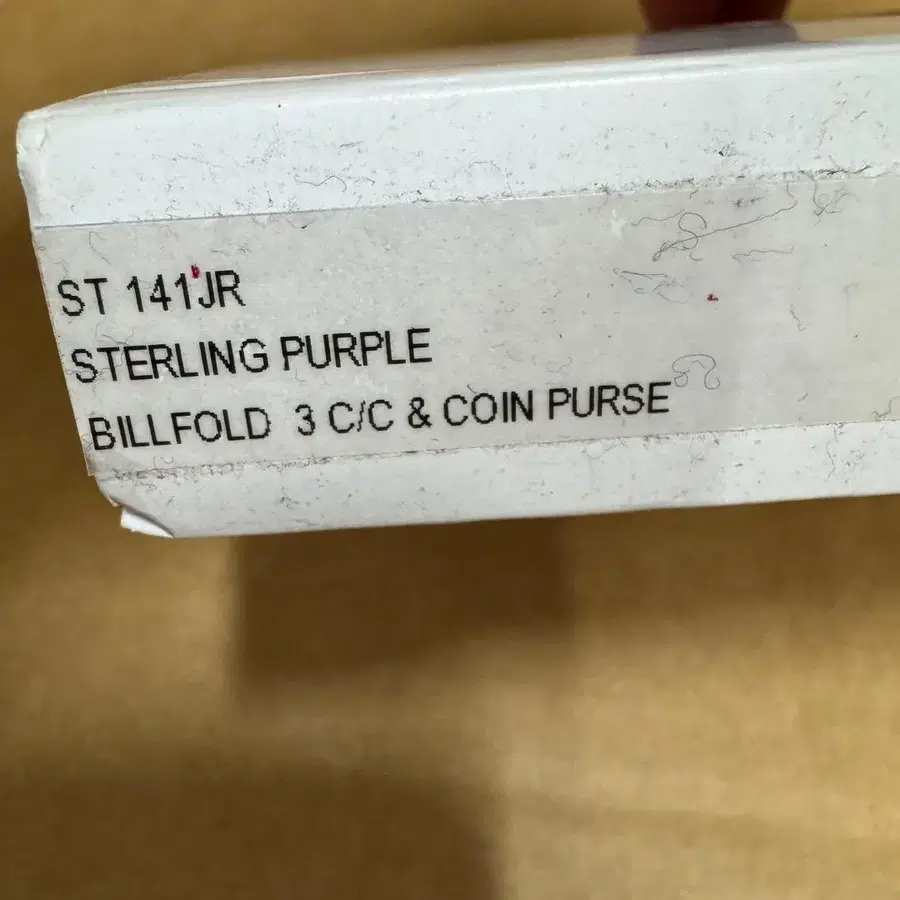 ST 141JR
STERLING PURPLE
BILLFOLD 3 C/C & COIN PURSE